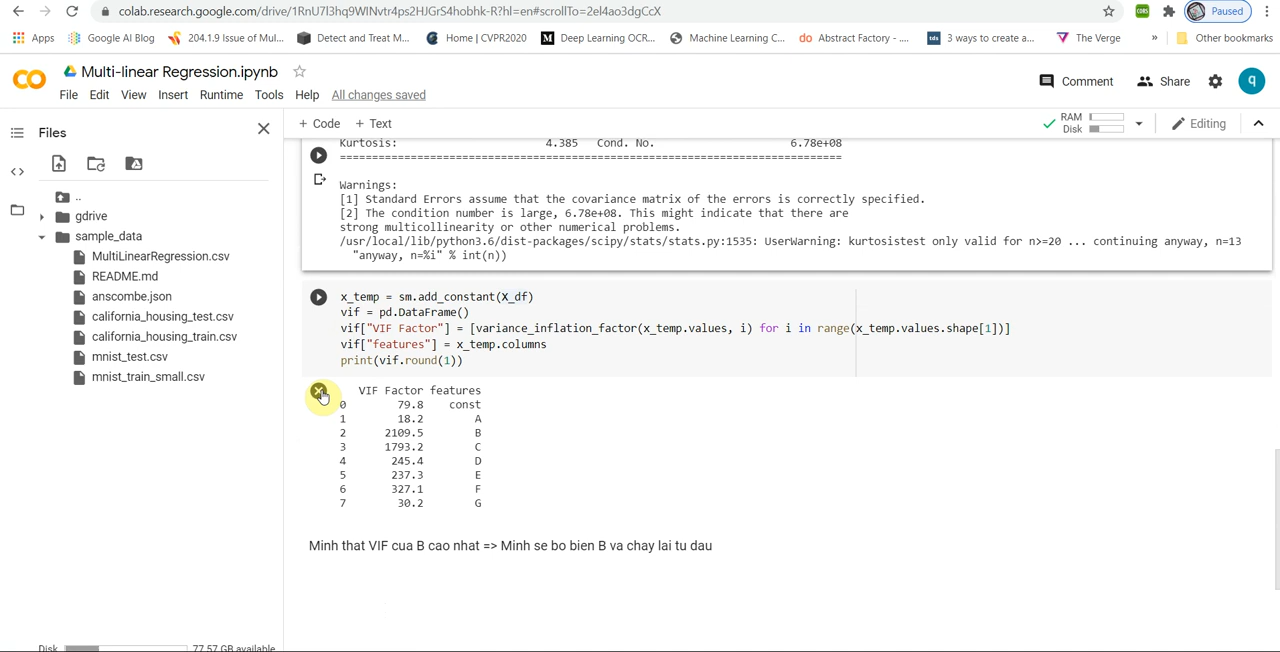 colab.research.google.com/drive/1RnU7l3hq9WINvtr4ps2HJGrS4hobhk-R?hl=en#scrollTo=2el4ao3dgCcX
Paused
Apps Google AI Blog 204.1.9 Issue of Mul... Detect and Treat M... Home | CVPR2020 Deep Learning OCR... Machine Learning C... Abstract Factory - .... 3 ways to create a... The Verge » Other bookmarks
Multi-linear Regression.ipynb
Comment Share q
File Edit View Insert Runtime Tools Help All changes saved
Files
+ Code + Text
RAM
Disk
Editing
..
gdrive
sample_data
MultiLinearRegression.csv
README.md
anscombe.json
california_housing_test.csv
california_housing_train.csv
mnist_test.csv
mnist_train_small.csv
Disk 77.57 GB available
Kurtosis: 4.385 Cond. No. 6.78e+08
==============================================================================
Warnings:
[1] Standard Errors assume that the covariance matrix of the errors is correctly specified.
[2] The condition number is large, 6.78e+08. This might indicate that there are
strong multicollinearity or other numerical problems.
/usr/local/lib/python3.6/dist-packages/scipy/stats/stats.py:1535: UserWarning: kurtosistest only valid for n>=20 ... continuing anyway, n=13
"anyway, n=%i" % int(n))
x_temp = sm.add_constant(X_df)
vif = pd.DataFrame()
vif["VIF Factor"] = [variance_inflation_factor(x_temp.values, i) for i in range(x_temp.values.shape[1])]
vif["features"] = x_temp.columns
print(vif.round(1))
VIF Factor features
0 79.8 const
1 18.2 A
2 2109.5 B
3 1793.2 C
4 245.4 D
5 237.3 E
6 327.1 F
7 30.2 G
Minh that VIF cua B cao nhat => Minh se bo bien B va chay lai tu dau